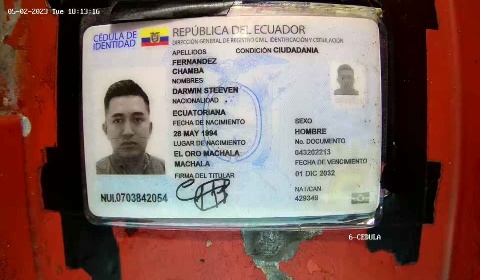 05-02-2023 Tue 18:13:16
CÉDULA DE
IDENTIDAD
REPÚBLICA DEL ECUADOR
DIRECCIÓN GENERAL DE REGISTRO CIVIL, IDENTIFICACIÓN Y CEDULACIÓN
APELLIDOS
CONDICIÓN CIUDADANÍA
FERNANDEZ
CHAMBA
NOMBRES
DARWIN STEEVEN
NACIONALIDAD
ECUATORIANA
FECHA DE NACIMIENTO
28 MAY 1994
LUGAR DE NACIMIENTO
EL ORO MACHALA
MACHALA
FIRMA DEL TITULAR
SEXO
HOMBRE
No. DOCUMENTO
043202213
FECHA DE VENCIMIENTO
01 DIC 2032
NAT/CAN
429349
NUI.0703842054
6-CEDULA